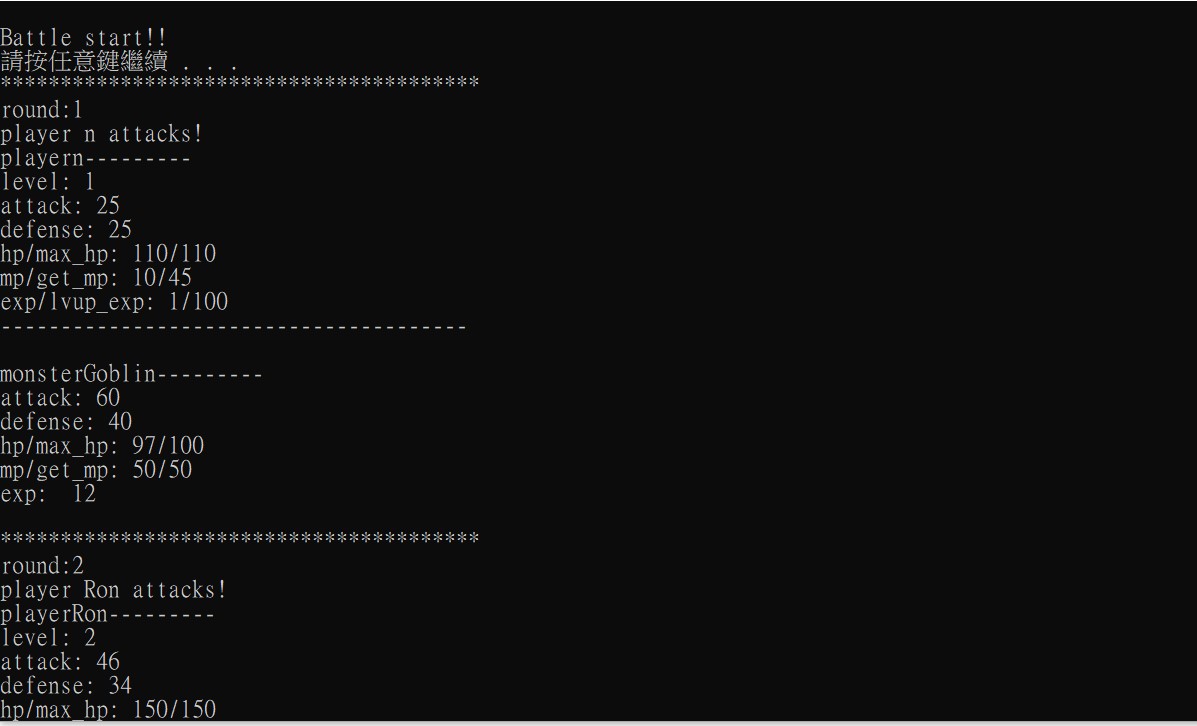 Battle start!!
請按任意鍵繼續 . . .
****************************************
round:1
player n attacks!
playern---------
level: 1
attack: 25
defense: 25
hp/max_hp: 110/110
mp/get_mp: 10/45
exp/lvup_exp: 1/100
---------------------------------------
monsterGoblin---------
attack: 60
defense: 40
hp/max_hp: 97/100
mp/get_mp: 50/50
exp:  12
****************************************
round:2
player Ron attacks!
playerRon---------
level: 2
attack: 46
defense: 34
hp/max_hp: 150/150